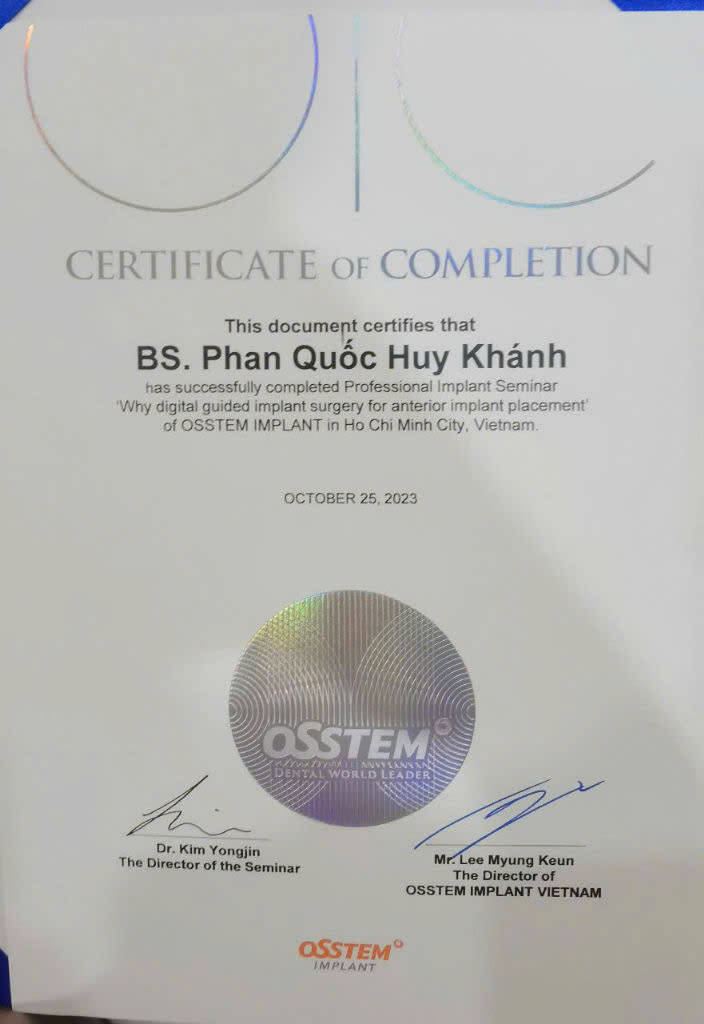 CERTIFICATE OF COMPLETION
This document certifies that
BS. Phan Quốc Huy Khánh
has successfully completed Professional Implant Seminar
'Why digital guided implant surgery for anterior implant placement'
of OSSTEM IMPLANT in Ho Chi Minh City, Vietnam.
OCTOBER 25, 2023
OSSTEM
DENTAL WORLD LEADER
Dr. Kim Yongjin
The Director of the Seminar
Mr. Lee Myung Keun
The Director of
OSSTEM IMPLANT VIETNAM
OSSTEM
IMPLANT